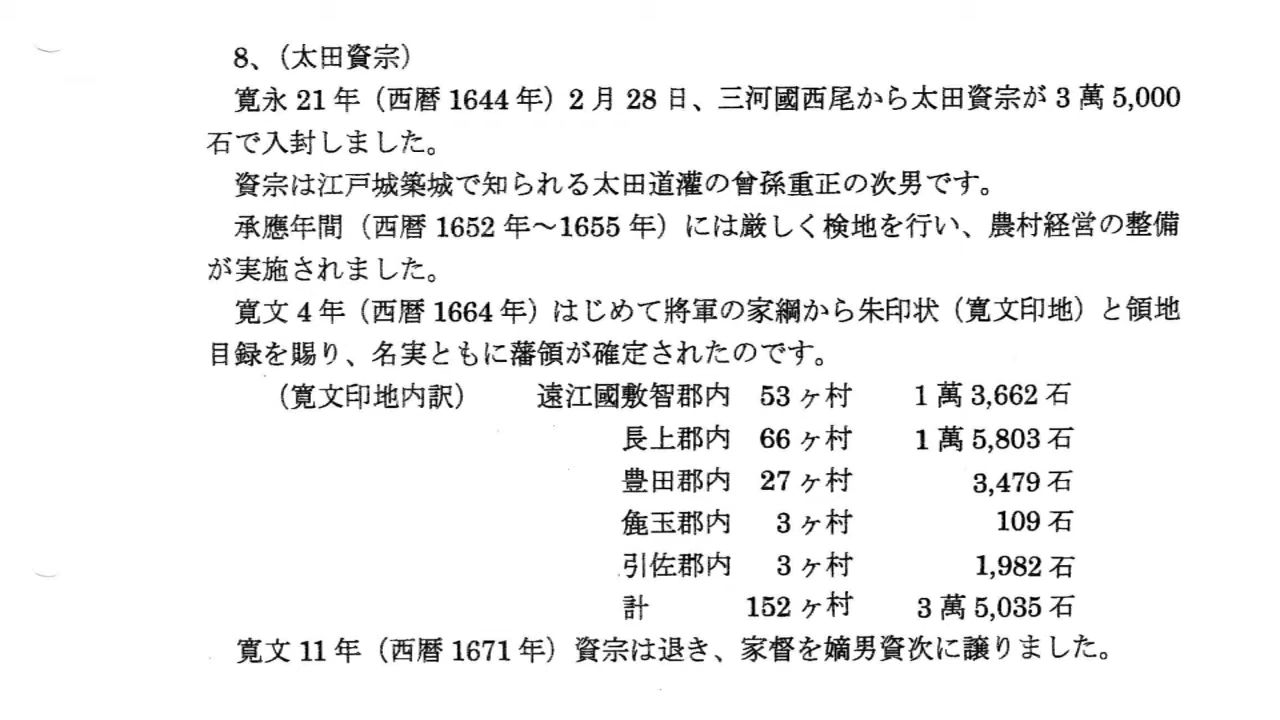 8、（太田資宗）
寛永 21 年（西暦 1644 年）2 月 28 日、三河國西尾から太田資宗が 3 萬 5,000
石で入封しました。
資宗は江戸城築城で知られる太田道灌の曾孫重正の次男です。
承應年間（西暦 1652 年～1655 年）には厳しく検地を行い、農村経営の整備
が実施されました。
寛文 4 年（西暦 1664 年）はじめて將軍の家綱から朱印状（寛文印地）と領地
目録を賜り、名実ともに藩領が確定されたのです。
（寛文印地内訳） 遠江國敷智郡内 53 ヶ村 1 萬 3,662 石
長上郡内 66 ヶ村 1 萬 5,803 石
豊田郡内 27 ヶ村 3,479 石
麁玉郡内 3 ヶ村 109 石
引佐郡内 3 ヶ村 1,982 石
計 152 ヶ村 3 萬 5,035 石
寛文 11 年（西暦 1671 年）資宗は退き、家督を嫡男資次に譲りました。